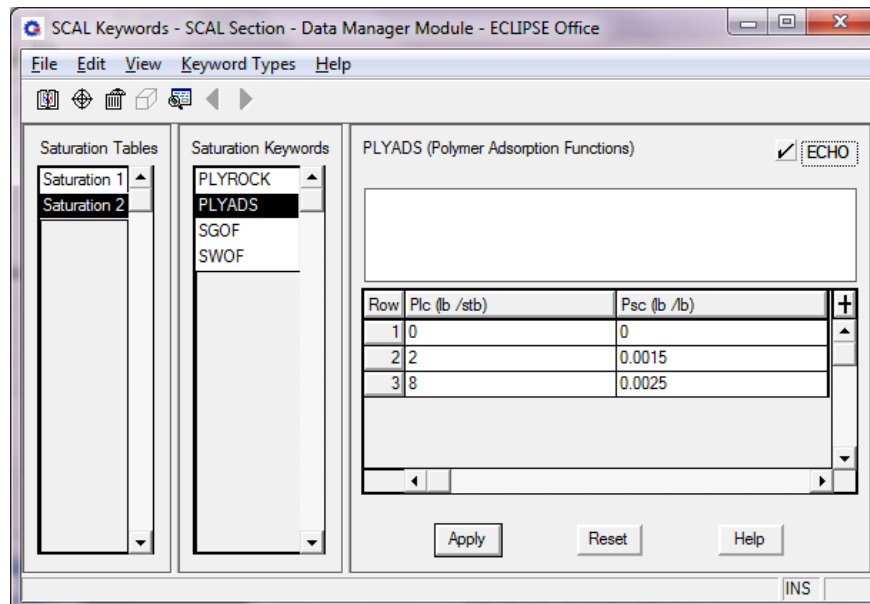 SCAL Keywords - SCAL Section - Data Manager Module - ECLIPSE Office
File Edit View Keyword Types Help
Saturation Tables
Saturation 1
Saturation 2
Saturation Keywords
PLYROCK
PLYADS
SGOF
SWOF
PLYADS (Polymer Adsorption Functions)
ECHO
Row Plc (lb /stb) Psc (lb /lb)
1 0 0
2 2 0.0015
3 8 0.0025
Apply Reset Help
INS